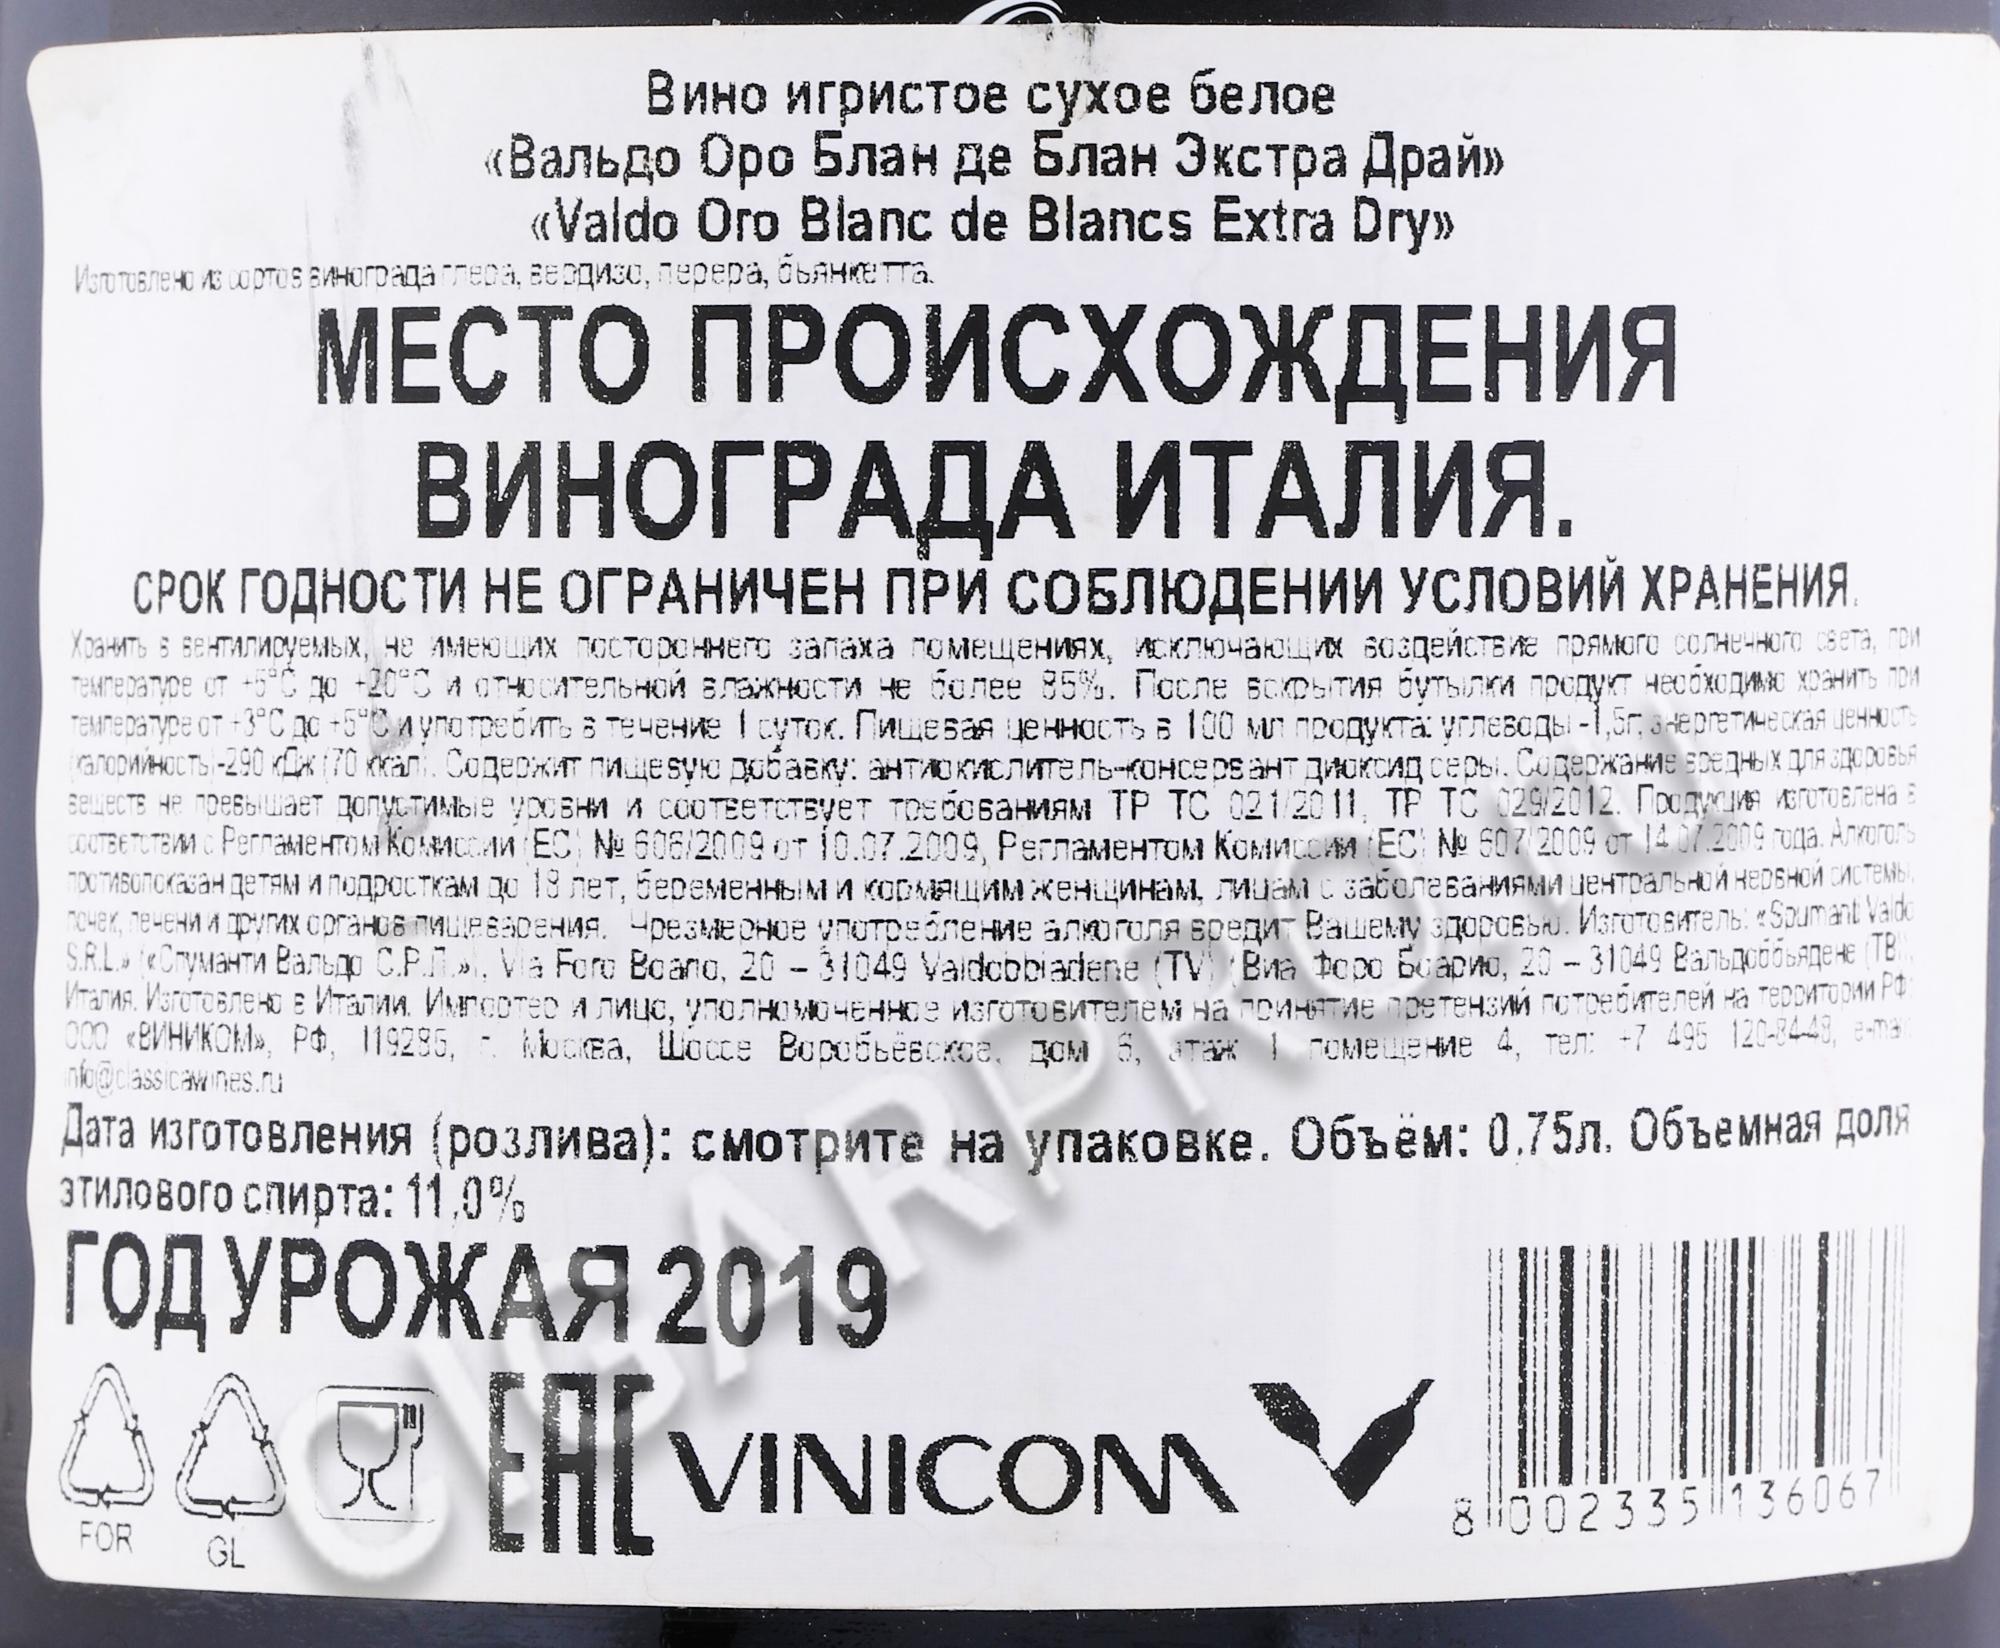 Вино игристое сухое белое
«Вальдо Оро Блан де Блан Экстра Драй»
«Valdo Oro Blanc de Blancs Extra Dry»
Изготовлено из сортов винограда глера, вердизо, перера, бьянкетта.
МЕСТО ПРОИСХОЖДЕНИЯ
ВИНОГРАДА ИТАЛИЯ.
СРОК ГОДНОСТИ НЕ ОГРАНИЧЕН ПРИ СОБЛЮДЕНИИ УСЛОВИЙ ХРАНЕНИЯ.
Хранить в вентилируемых, не имеющих постороннего запаха помещениях, исключающих воздействие прямого солнечного света, при
температуре от +5°С до +20°С и относительной влажности не более 85%. После вскрытия бутылки продукт необходимо хранить при
температуре от +3°С до +5°С и употребить в течение 1 суток. Пищевая ценность в 100 мл продукта: углеводы -1,5г; энергетическая ценность
(калорийность)-290 кДж (70 ккал). Содержит пищевую добавку: антиокислитель-консервант диоксид серы. Содержание вредных для здоровья
веществ не превышает допустимые уровни и соответствует требованиям ТР ТС 021/2011, ТР ТС 029/2012. Продукция изготовлена в
соответствии с Регламентом Комиссии (ЕС) № 606/2009 от 10.07.2009, Регламентом Комиссии (ЕС) № 607/2009 от 14.07.2009 года. Алкоголь
противопоказан детям и подросткам до 18 лет, беременным и кормящим женщинам, лицам с заболеваниями центральной нервной системы,
почек, печени и других органов пищеварения. Чрезмерное употребление алкоголя вредит Вашему здоровью. Изготовитель: «Spumanti Valdo
S.R.L.» («Спуманти Вальдо С.Р.Л.»), Via Foro Boario, 20 – 31049 Valdobbiadene (TV) (Виа Форо Боарио, 20 – 31049 Вальдоббьядене (ТВ)),
Италия. Изготовлено в Италии. Импортер и лицо, уполномоченное изготовителем на принятие претензий потребителей на территории РФ:
ООО «ВИНИКОМ», РФ, 119285, г. Москва, Шоссе Воробьёвское, дом 6, этаж 1 помещение 4, тел: +7 495 120-84-48, e-mail:
info@classicawines.ru
Дата изготовления (розлива): смотрите на упаковке. Объём: 0,75л. Объемная доля
этилового спирта: 11,0%
ГОД УРОЖАЯ 2019
FOR
GL
EAC
VINICOM
8 002335 136067
CIGARPRO.RU